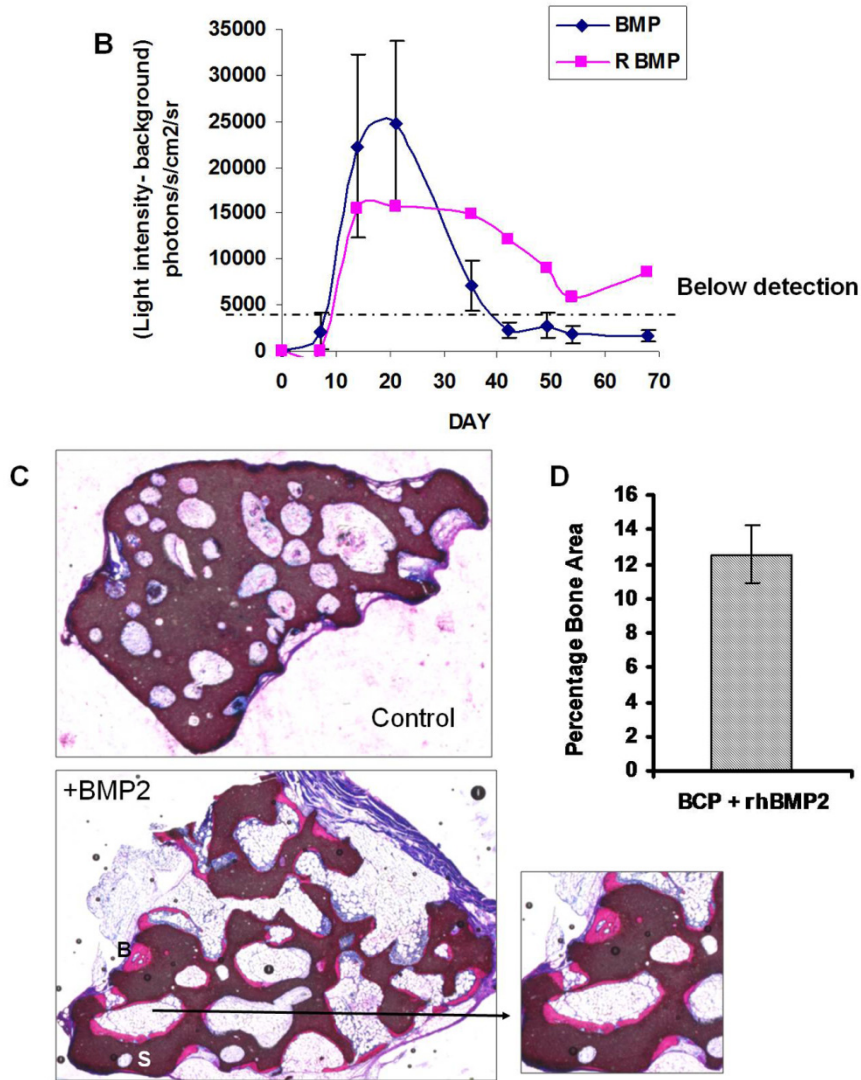 B
(Light intensity- background)
photons/s/cm2/sr
35000
30000
25000
20000
15000
10000
5000
0
BMP
R BMP
Below detection
0 10 20 30 40 50 60 70
DAY
C
Control
+BMP2
B
S
D
Percentage Bone Area
16
14
12
10
8
6
4
2
0
BCP + rhBMP2